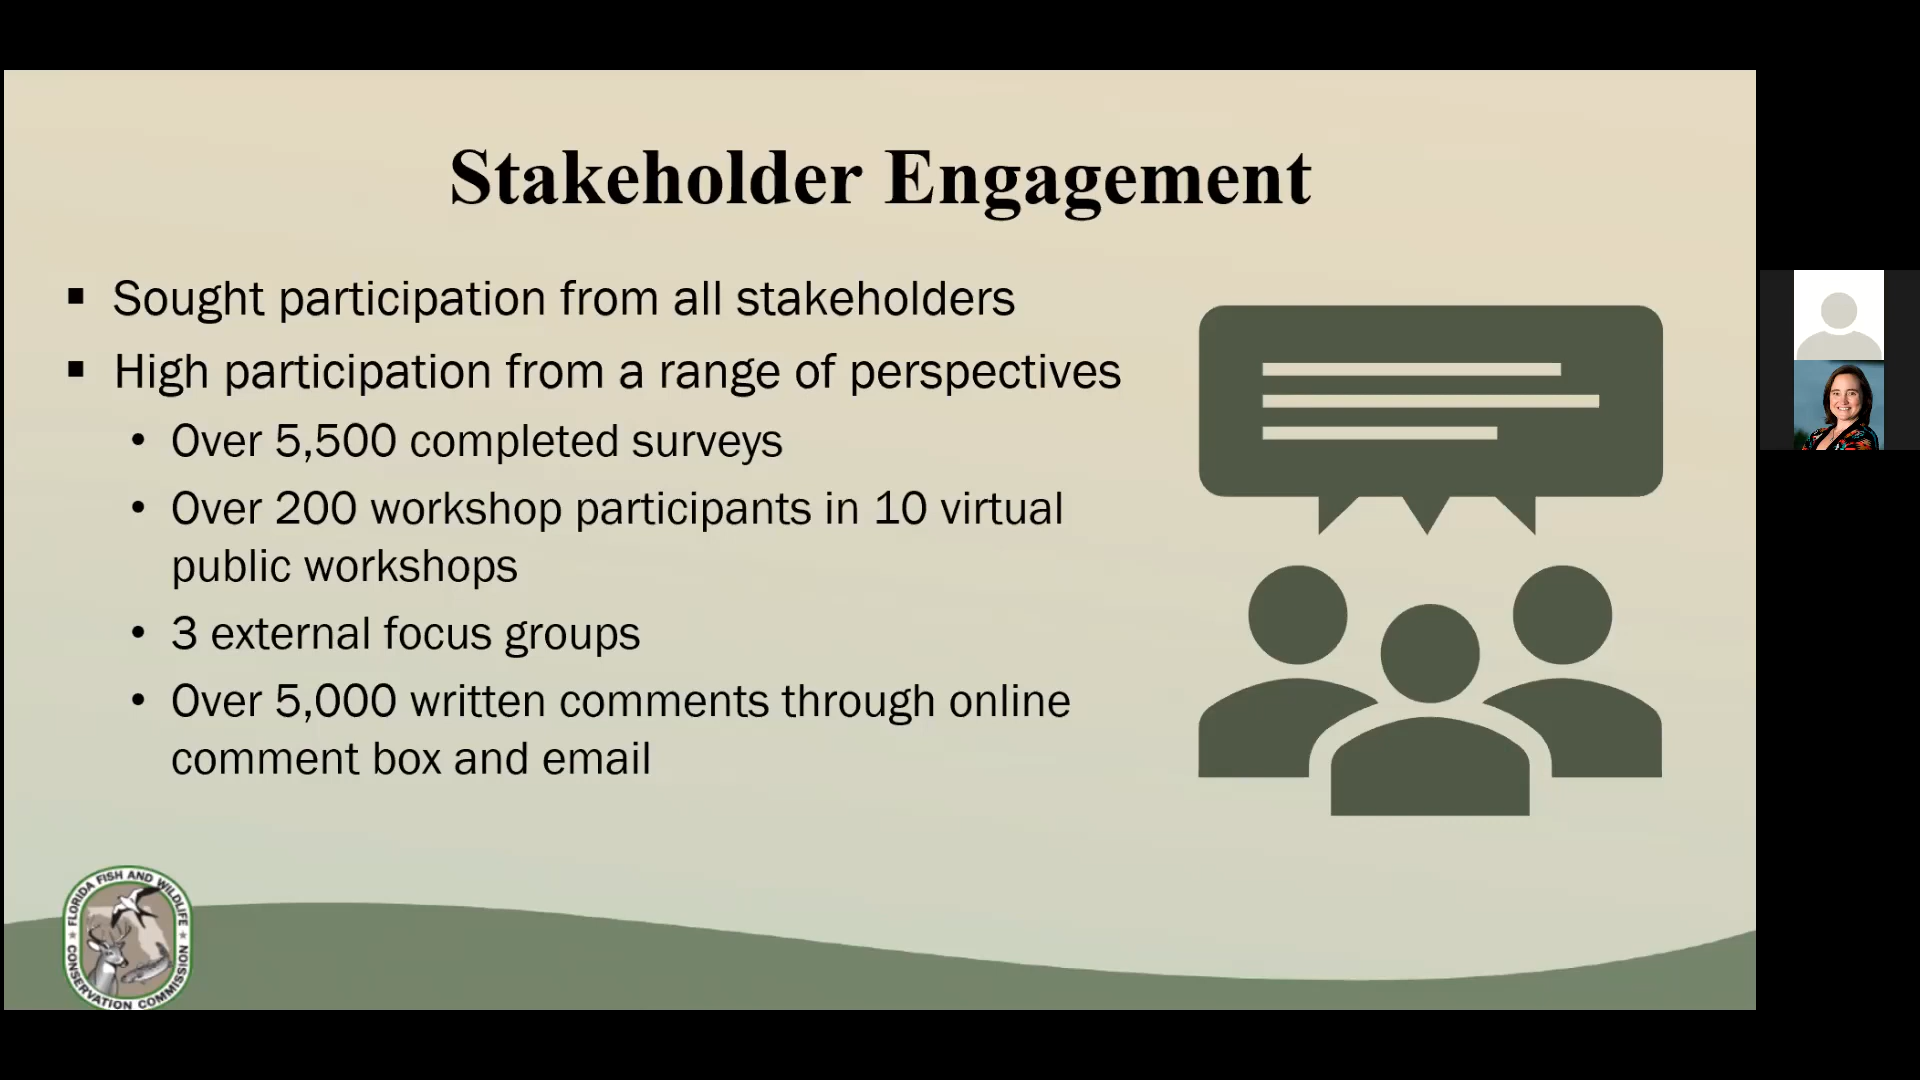 Stakeholder Engagement
▪ Sought participation from all stakeholders
▪ High participation from a range of perspectives
• Over 5,500 completed surveys
• Over 200 workshop participants in 10 virtual
public workshops
• 3 external focus groups
• Over 5,000 written comments through online
comment box and email
FLORIDA FISH AND WILDLIFE
CONSERVATION COMMISSION